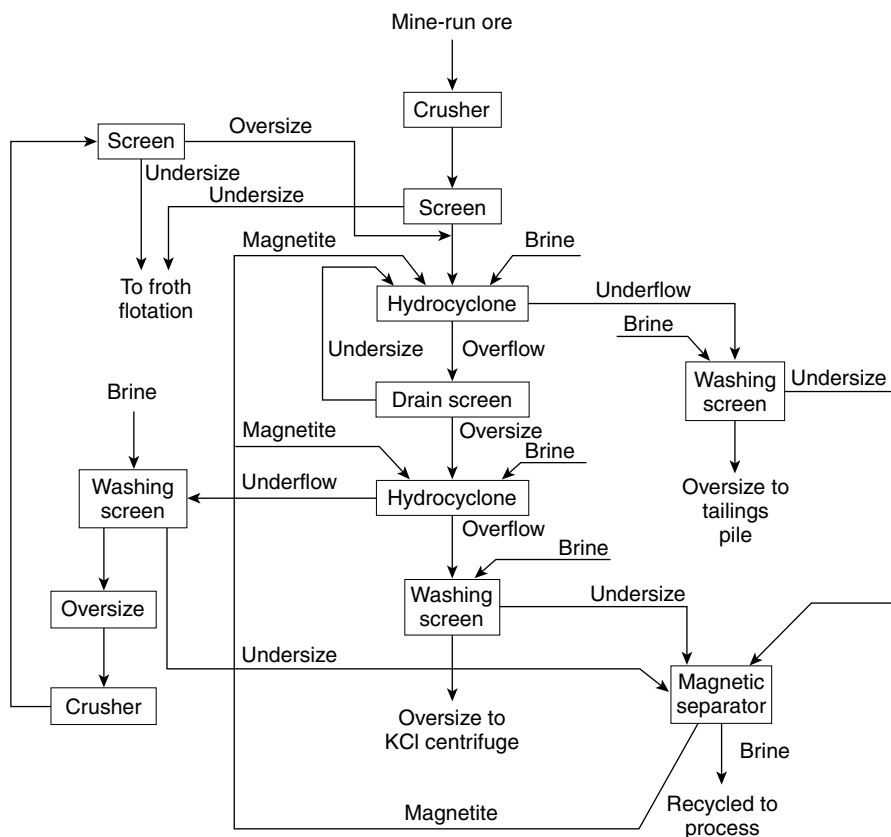 Mine-run ore
Crusher
Oversize
Screen
Undersize
Undersize
Screen
Magnetite
Brine
To froth
flotation
Hydrocyclone
Underflow
Brine
Undersize
Overflow
Washing
screen
Undersize
Brine
Drain screen
Magnetite
Oversize
Brine
Washing
screen
Underflow
Hydrocyclone
Oversize to
tailings
pile
Overflow
Brine
Oversize
Washing
screen
Undersize
Undersize
Magnetic
separator
Crusher
Oversize to
KCl centrifuge
Brine
Magnetite
Recycled to
process